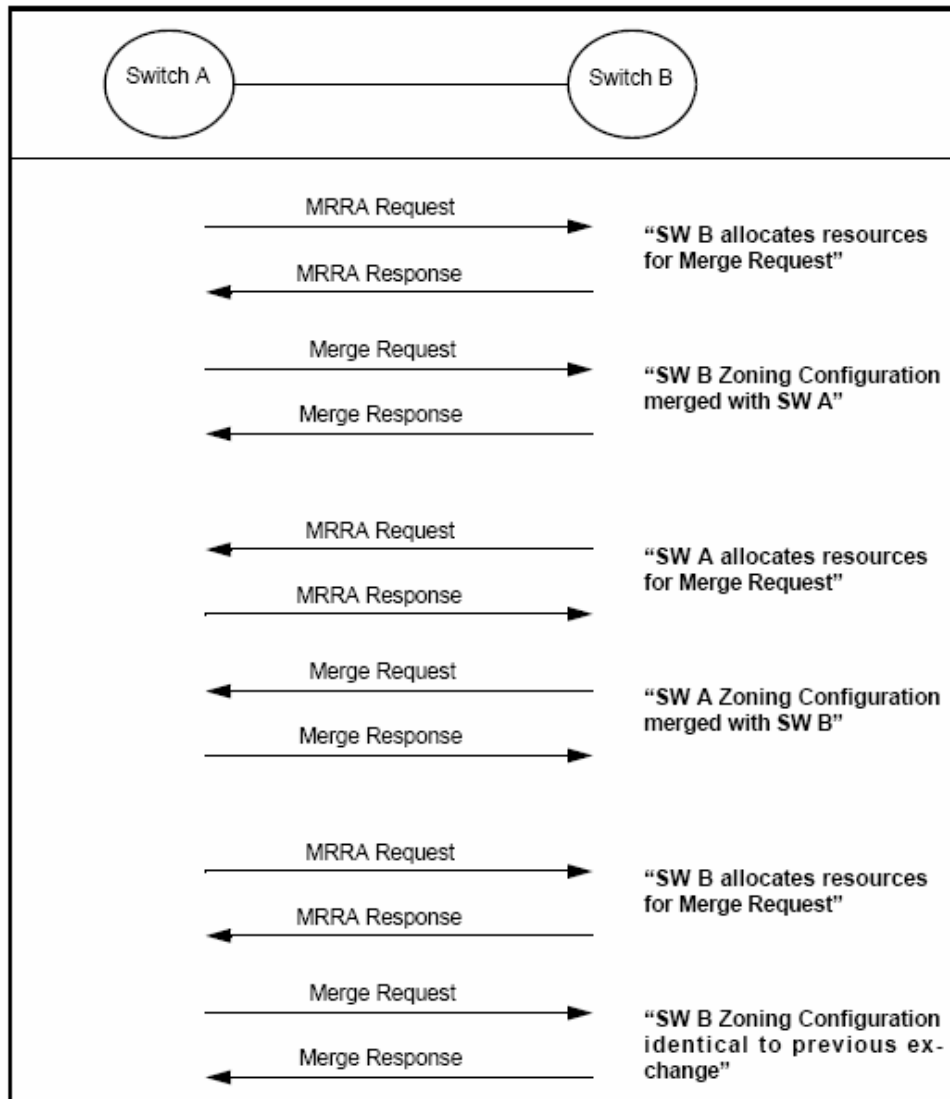 Switch A
Switch B
MRRA Request
“SW B allocates resources
for Merge Request”
MRRA Response
Merge Request
“SW B Zoning Configuration
merged with SW A”
Merge Response
MRRA Request
“SW A allocates resources
for Merge Request”
MRRA Response
Merge Request
“SW A Zoning Configuration
merged with SW B”
Merge Response
MRRA Request
“SW B allocates resources
for Merge Request”
MRRA Response
Merge Request
“SW B Zoning Configuration
identical to previous ex-
change”
Merge Response